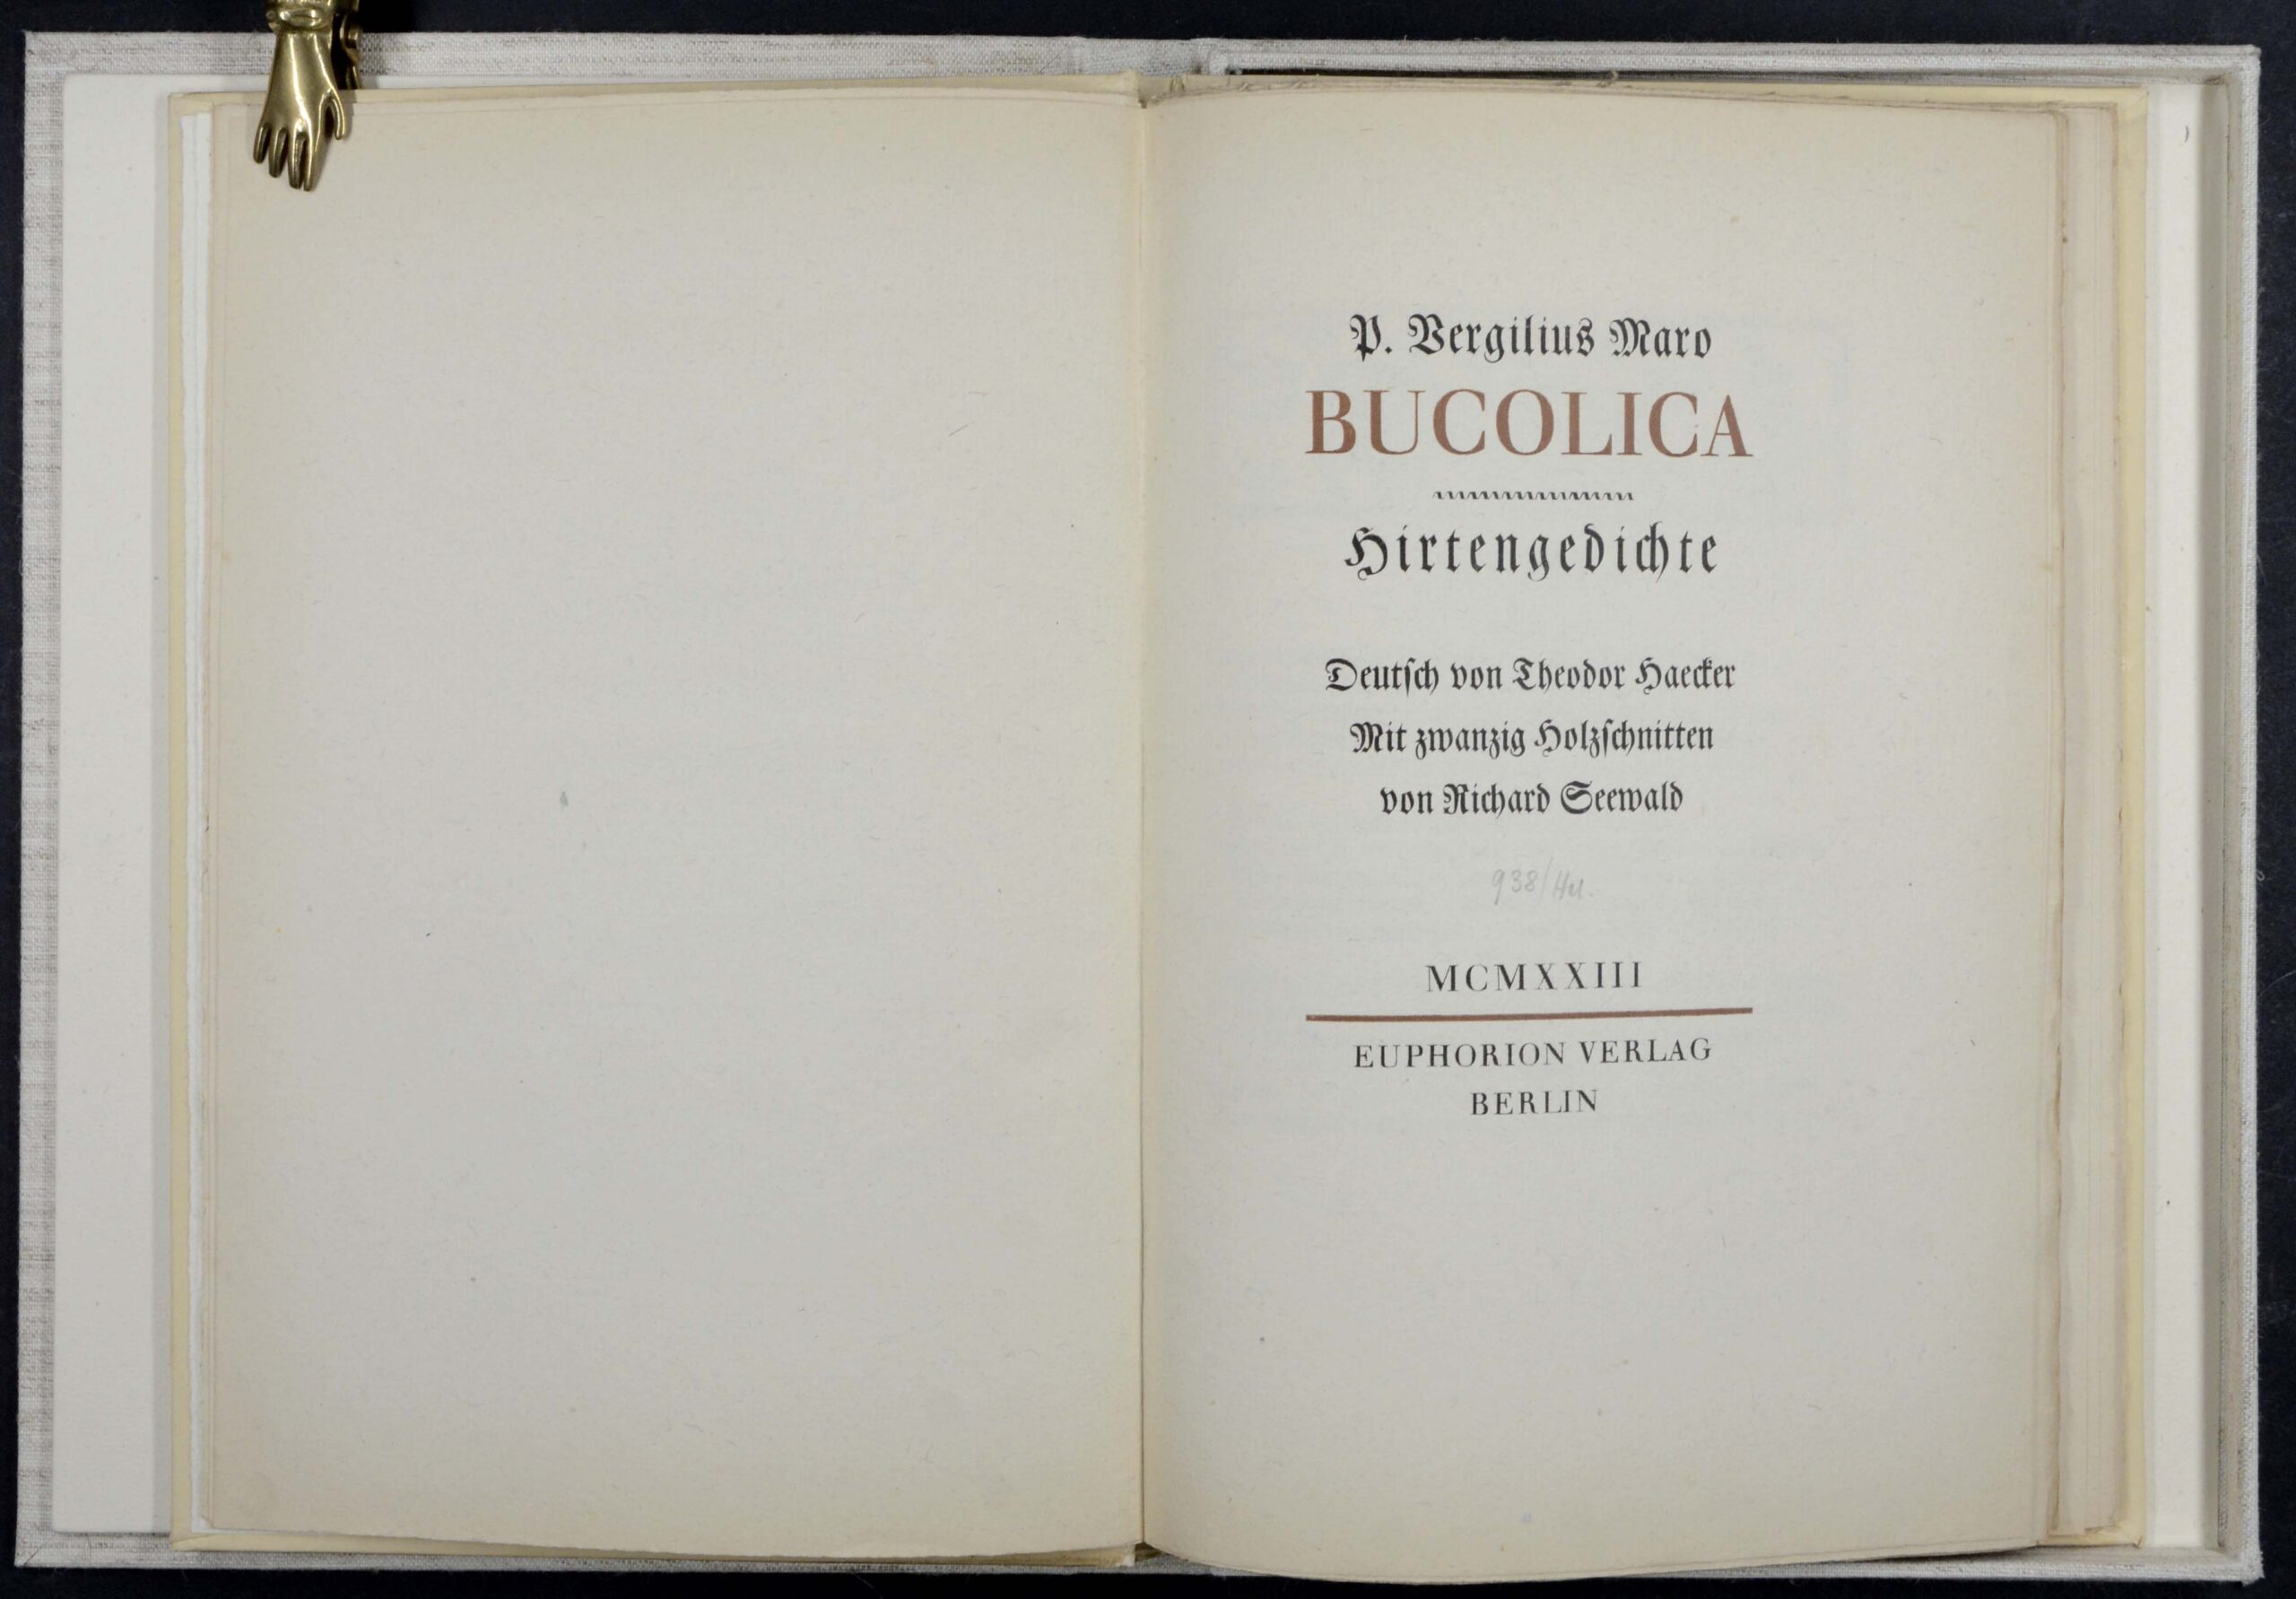 P. Vergilius Maro
BUCOLICA
Hirtengedichte
Deutſch von Theodor Haecker
Mit zwanzig Holzſchnitten
von Richard Seewald
938/
MCMXXIII
EUPHORION VERLAG
BERLIN